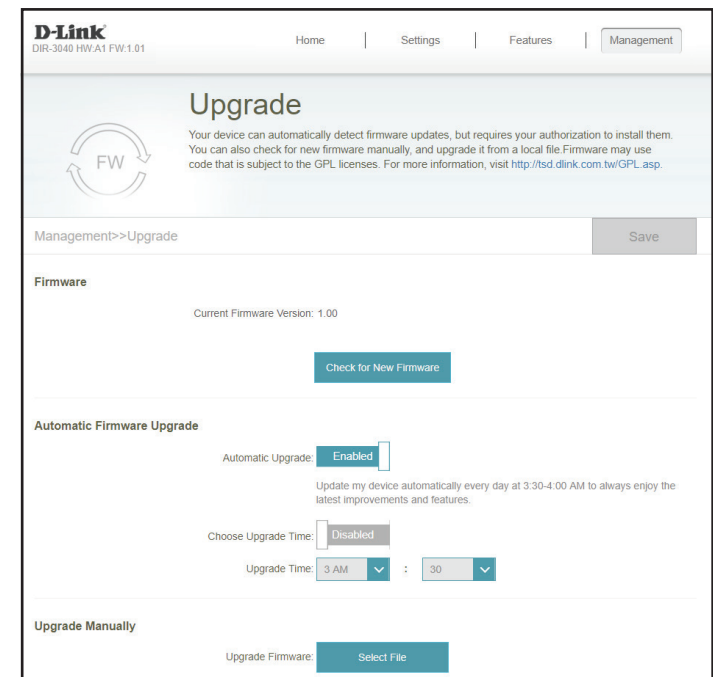 D-Link
DIR-3040 HW:A1 FW:1.01
Home
Settings
Features
Management
Upgrade
Your device can automatically detect firmware updates, but requires your authorization to install them.
You can also check for new firmware manually, and upgrade it from a local file.Firmware may use
code that is subject to the GPL licenses. For more information, visit http://tsd.dlink.com.tw/GPL.asp.
FW
Management>>Upgrade
Save
Firmware
Current Firmware Version: 1.00
Check for New Firmware
Automatic Firmware Upgrade
Automatic Upgrade: Enabled
Update my device automatically every day at 3:30-4:00 AM to always enjoy the
latest improvements and features.
Choose Upgrade Time: Disabled
Upgrade Time: 3 AM : 30
Upgrade Manually
Upgrade Firmware: Select File